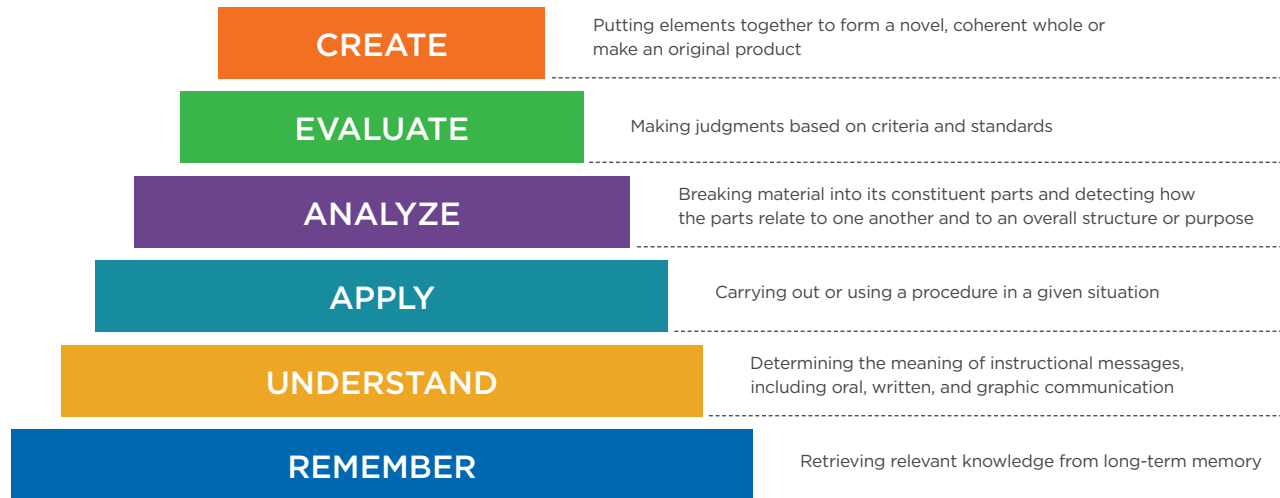 CREATE
Putting elements together to form a novel, coherent whole or
make an original product
EVALUATE
Making judgments based on criteria and standards
ANALYZE
Breaking material into its constituent parts and detecting how
the parts relate to one another and to an overall structure or purpose
APPLY
Carrying out or using a procedure in a given situation
UNDERSTAND
Determining the meaning of instructional messages,
including oral, written, and graphic communication
REMEMBER
Retrieving relevant knowledge from long-term memory